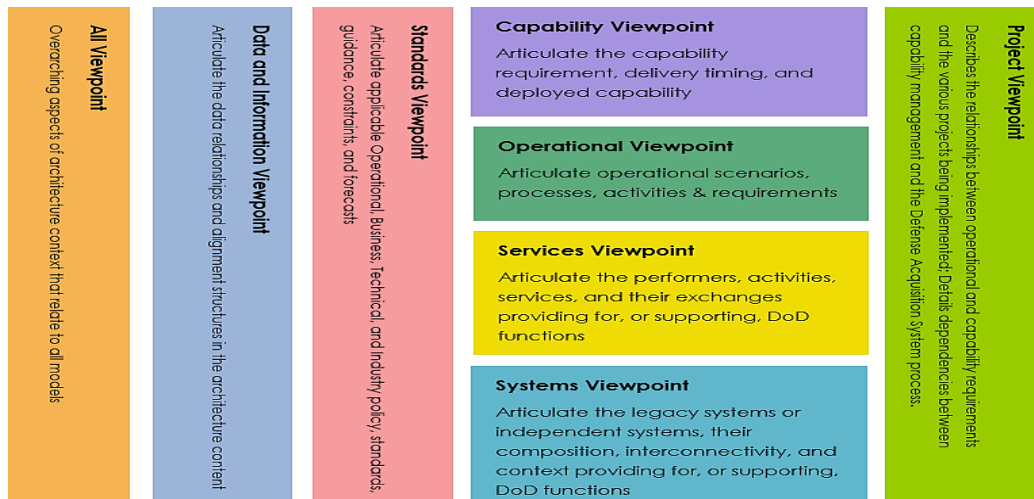 All Viewpoint
Overarching aspects of architecture context that relate to all models
Data and Information Viewpoint
Articulate the data relationships and alignment structures in the architecture content
Standards Viewpoint
Articulate applicable Operational, Business, Technical, and Industry policy, standards,
guidance, constraints, and forecasts
Capability Viewpoint
Articulate the capability
requirement, delivery timing, and
deployed capability
Operational Viewpoint
Articulate operational scenarios,
processes, activities & requirements
Services Viewpoint
Articulate the performers, activities,
services, and their exchanges
providing for, or supporting, DoD
functions
Systems Viewpoint
Articulate the legacy systems or
independent systems, their
composition, interconnectivity, and
context providing for, or supporting,
DoD functions
Project Viewpoint
Describes the relationships between operational and capability requirements
and the various projects being implemented; Details dependencies between
capability management and the Defense Acquisition System process.